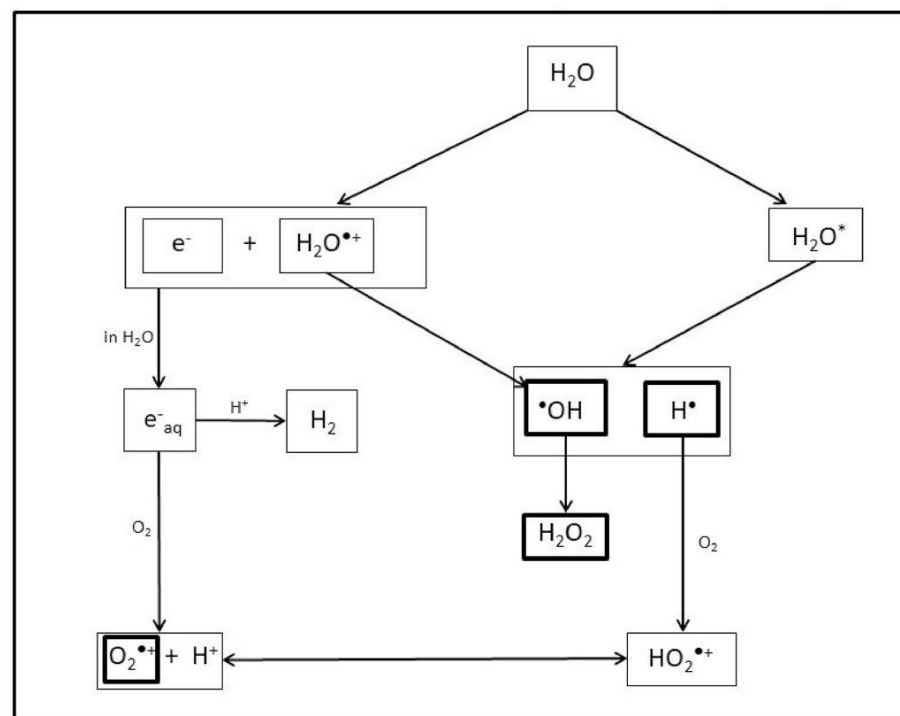 H₂O
e⁻ + H₂O•⁺
H₂O*
in H₂O
e⁻aq
H⁺
H₂
•OH
H•
O₂
H₂O₂
O₂
O₂•⁺ + H⁺
HO₂•⁺